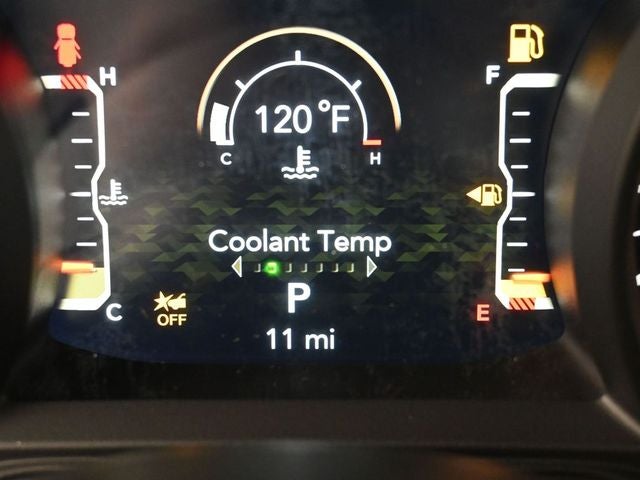 H
F
120°F
C H
Coolant Temp
C
OFF
P
E
11 mi